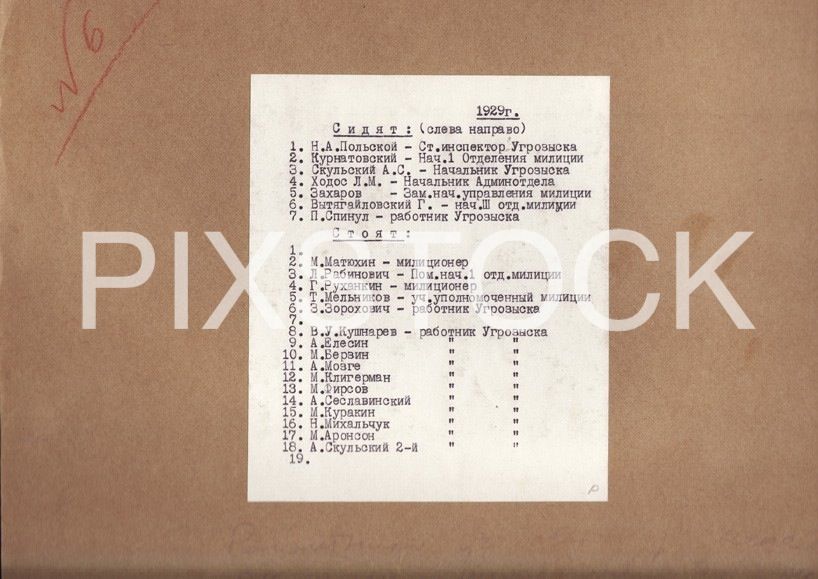 № 6
1929г.
Сидят: (слева направо)
1. Н.А.Польской - Ст.инспектор Угрозыска
2. Курнатовский - Нач.1 Отделения милиции
3. Скульский А.С. - Начальник Угрозыска
4. Ходос Л.М. - Начальник Адмнотдела
5. Захаров - Зам.нач.управления милиции
6. Вытягайловский Г. - нач.Ш отд.милиции
7. П.Спинул - работник Угрозыска
Стоят:
1.
2. М.Матюхин - милиционер
3. Л.Рабинович - Пом.нач.1 отд.милиции
4. Г.Руханкин - милиционер
5. Т.Мельников - уч.уполномоченный милиции
6. З.Зорохович - работник Угрозыска
7.
8. В.У.Кушнарев - работник Угрозыска
9. А.Елесин " "
10. М.Берзин " "
11. А.Мозге " "
12. М.Клигерман " "
13. М.Фирсов " "
14. А.Сеславинский " "
15. М.Куракин " "
16. Н.Михальчук " "
17. М.Аронсон " "
18. А.Скульский 2-й " "
19.
PIXSTOCK